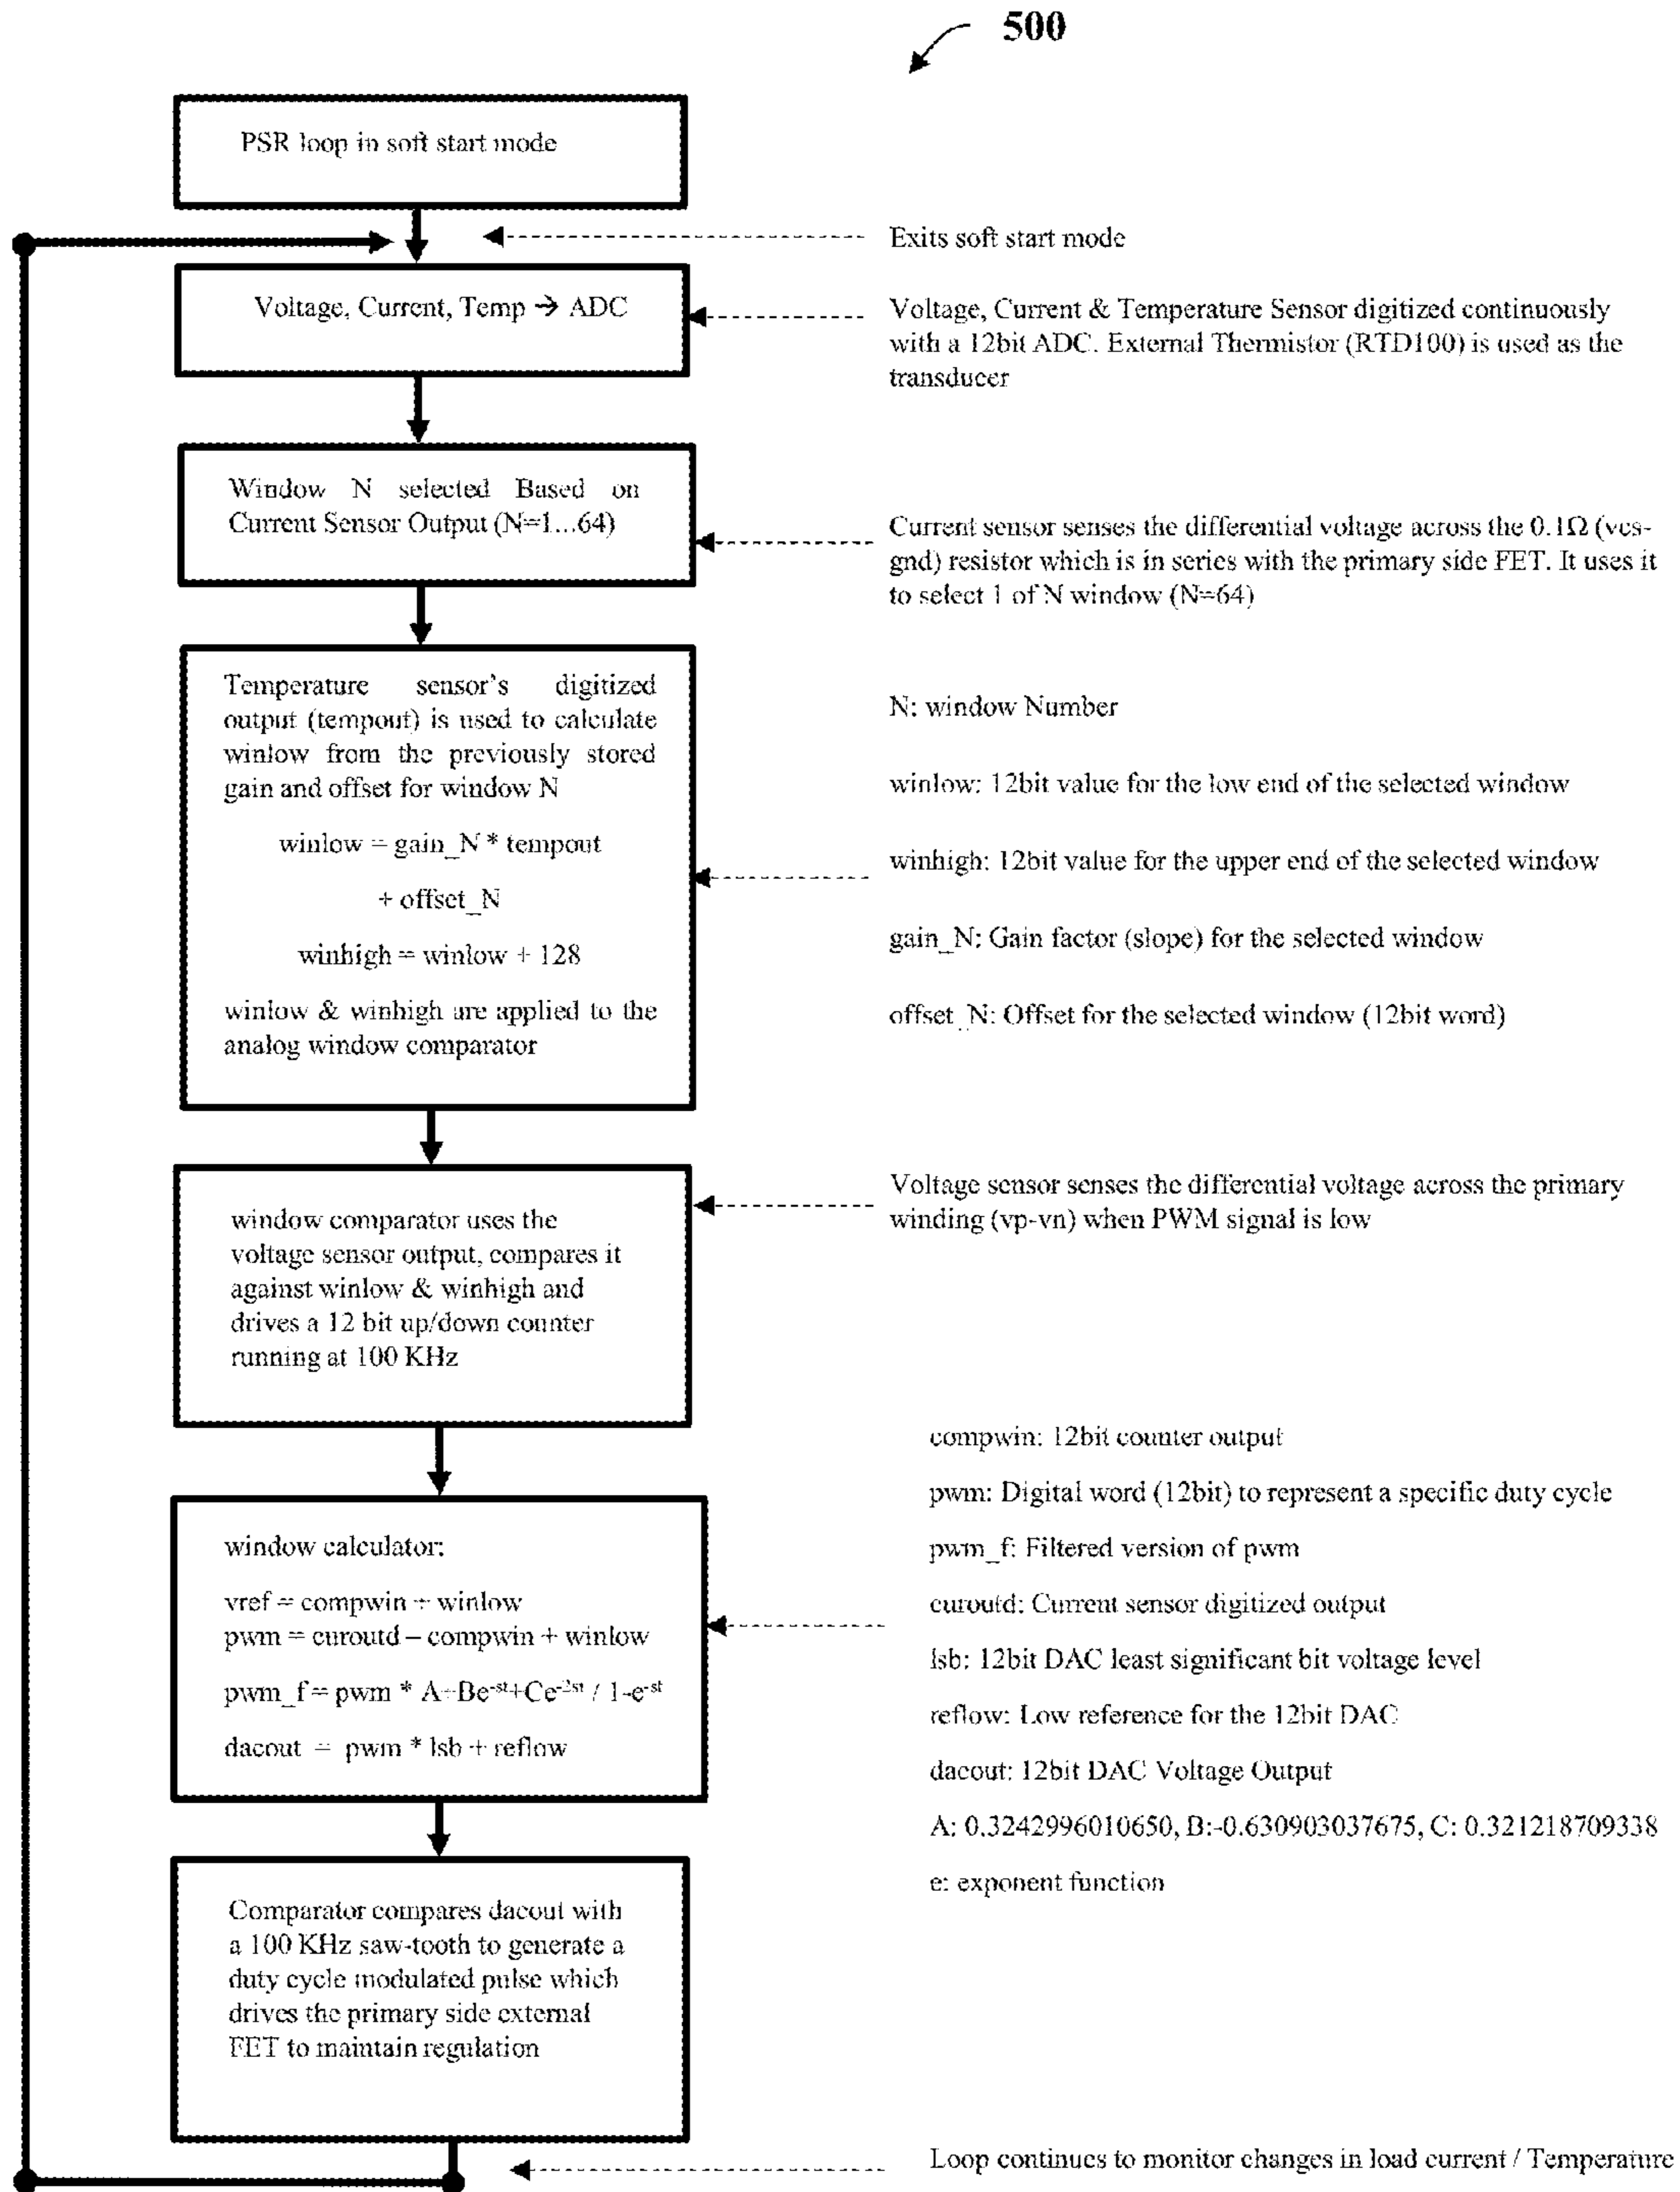 500
PSR loop in soft start mode
Exits soft start mode
Voltage, Current, Temp → ADC
Voltage, Current & Temperature Sensor digitized continuously
with a 12bit ADC. External Thermistor (RTD100) is used as the
transducer
Window N selected Based on
Current Sensor Output (N=1...64)
Current sensor senses the differential voltage across the 0.1Ω (vcs-
gnd) resistor which is in series with the primary side FET. It uses it
to select 1 of N window (N=64)
Temperature sensor's digitized
output (tempout) is used to calculate
winlow from the previously stored
gain and offset for window N
winlow = gain_N * tempout
+ offset_N
winhigh = winlow + 128
winlow & winhigh are applied to the
analog window comparator
N: window Number
winlow: 12bit value for the low end of the selected window
winhigh: 12bit value for the upper end of the selected window
gain_N: Gain factor (slope) for the selected window
offset_N: Offset for the selected window (12bit word)
window comparator uses the
voltage sensor output, compares it
against winlow & winhigh and
drives a 12 bit up/down counter
running at 100 KHz
Voltage sensor senses the differential voltage across the primary
winding (vp-vn) when PWM signal is low
window calculator:
vref = compwin + winlow
pwm = curoutd – compwin + winlow
pwm_f = pwm * A+Be^-st+Ce^-2st / 1-e^-st
dacout = pwm * lsb + reflow
compwin: 12bit counter output
pwm: Digital word (12bit) to represent a specific duty cycle
pwm_f: Filtered version of pwm
curoutd: Current sensor digitized output
lsb: 12bit DAC least significant bit voltage level
reflow: Low reference for the 12bit DAC
dacout: 12bit DAC Voltage Output
A: 0.3242996010650, B:-0.630903037675, C: 0.321218709338
e: exponent function
Comparator compares dacout with
a 100 KHz saw-tooth to generate a
duty cycle modulated pulse which
drives the primary side external
FET to maintain regulation
Loop continues to monitor changes in load current / Temperature